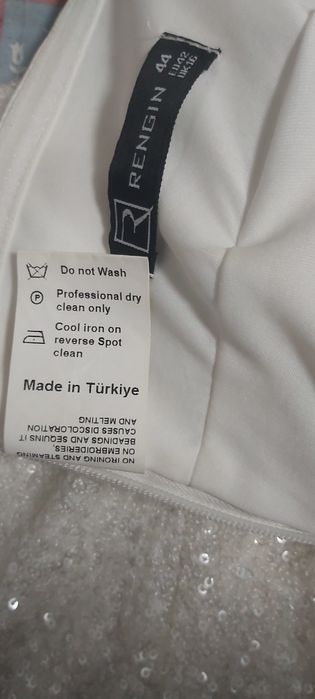 R RENGIN
44
EU42
UK16
Do not Wash
P
Professional dry
clean only
Cool iron on
reverse Spot
clean
Made in Türkiye
NO IRONING AND STEAMING
ON EMBROIDERIES,
BEADINGS AND SEQUINS IT
CAUSES DISCOLORATION
AND MELTING